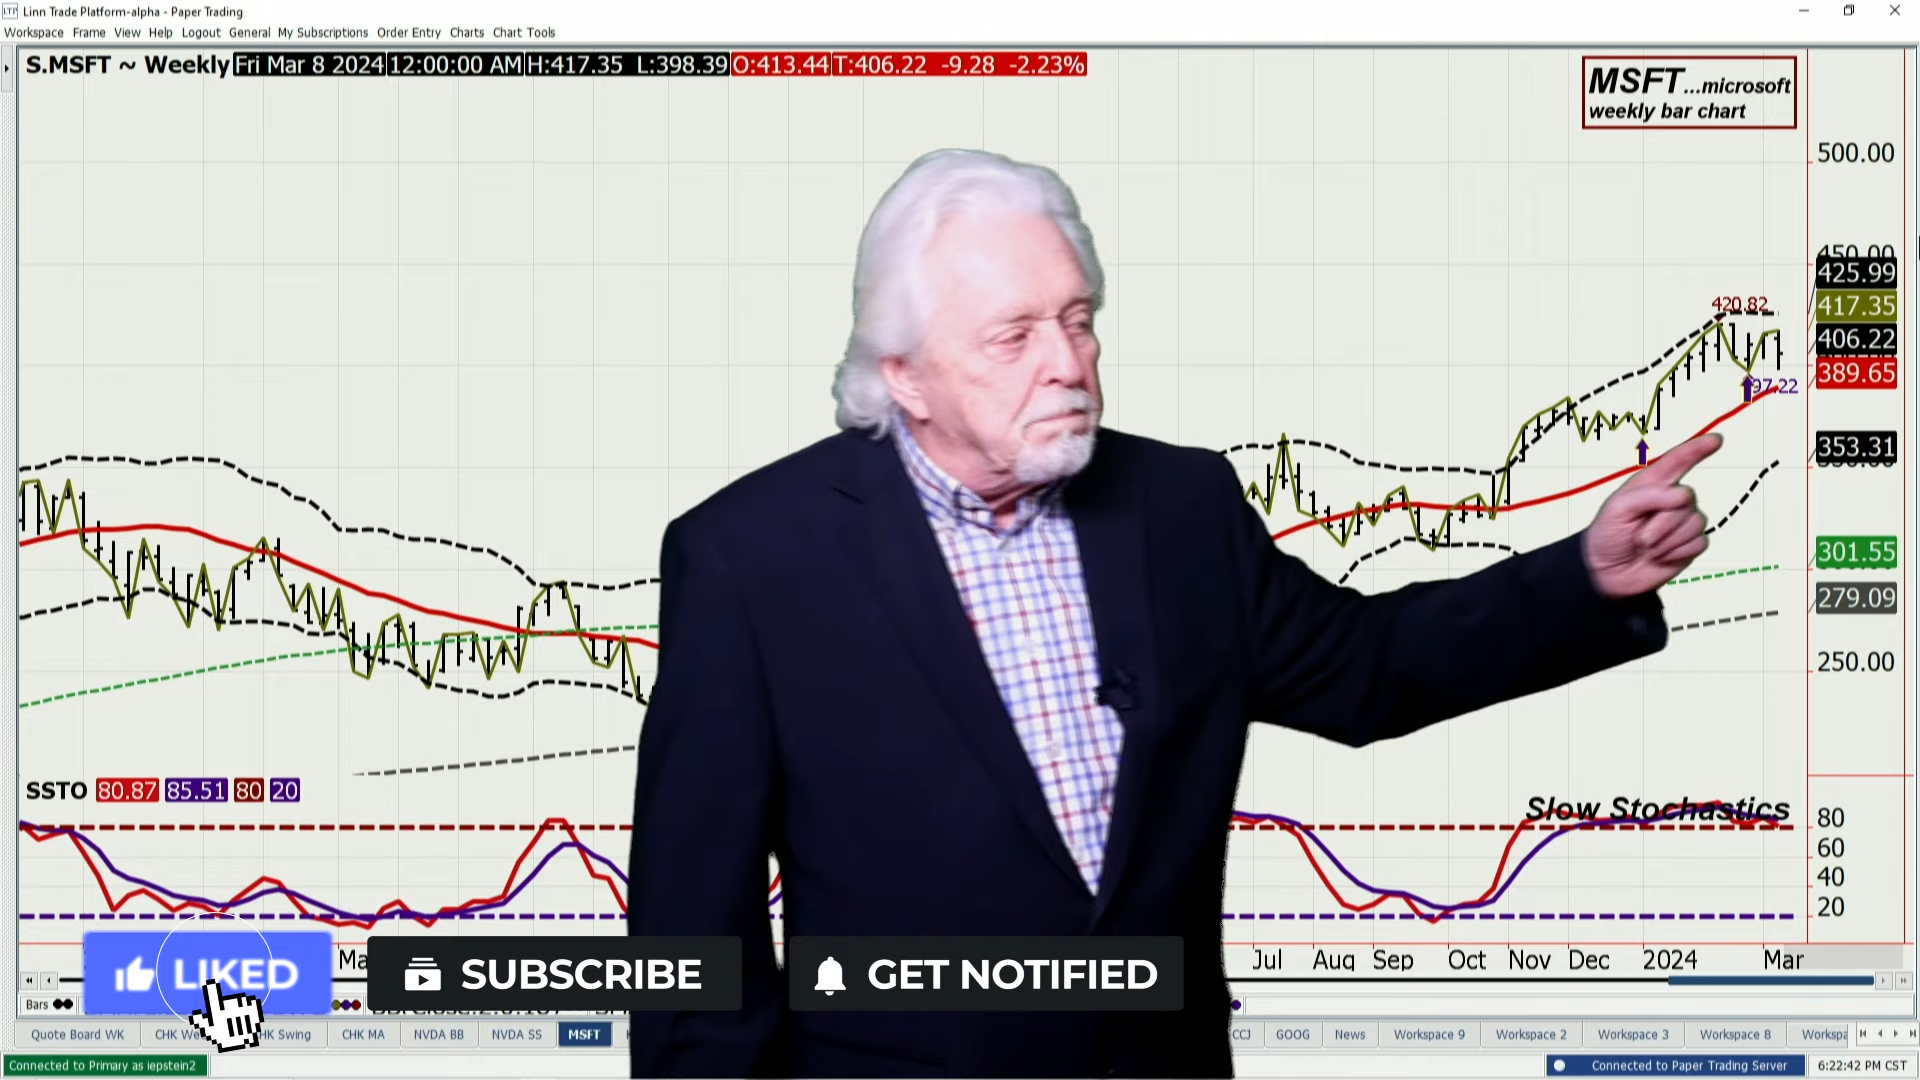 Linn Trade Platform-alpha - Paper Trading
Workspace Frame View Help Logout General My Subscriptions Order Entry Charts Chart Tools
S.MSFT ~ Weekly Fri Mar 8 2024 12:00:00 AM H:417.35 L:398.39 O:413.44 T:406.22 -9.28 -2.23%
MSFT...microsoft
weekly bar chart
500.00
450.00
425.99
420.82
417.35
406.22
389.65
97.22
353.31
301.55
279.09
250.00
SSTO 80.87 85.51 80 20
Slow Stochastics
80
60
40
20
Jul Aug Sep Oct Nov Dec 2024 Mar
LIKED
SUBSCRIBE
GET NOTIFIED
Bars
Quote Board WK CHK MA NVDA BB NVDA SS MSFT CCJ GOOG News Workspace 9 Workspace 2 Workspace 3 Workspace 8
Connected to Primary as iepstein2
Connected to Paper Trading Server 6:22:42 PM CST